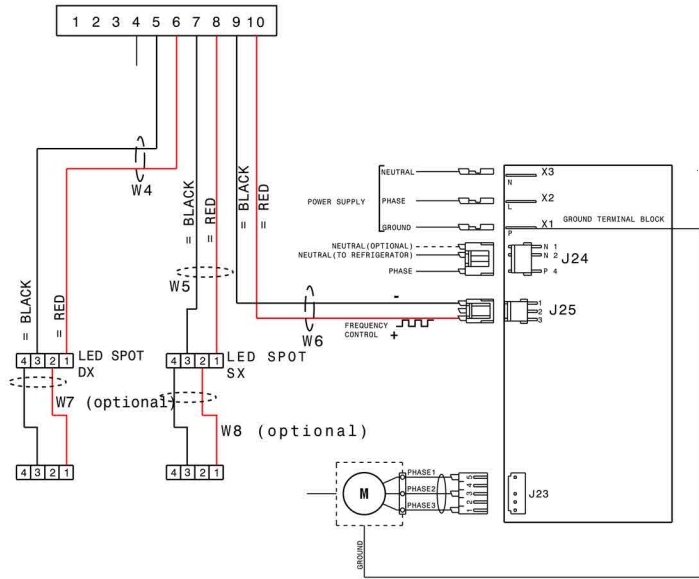 1 2 3 4 5 6 7 8 9 10
W4
= BLACK
= RED
= BLACK
= RED
= BLACK
= RED
W5
W6
4 3 2 1
LED SPOT
DX
4 3 2 1
LED SPOT
SX
W7 (optional)
W8 (optional)
4 3 2 1
4 3 2 1
POWER SUPPLY
NEUTRAL
PHASE
GROUND
X3
N
X2
L
X1
P
GROUND TERMINAL BLOCK
NEUTRAL(OPTIONAL)
NEUTRAL(TO REFRIGERATOR)
PHASE
N 1
N 2
P 4
J24
-
+
FREQUENCY
CONTROL
1
2
3
J25
M
PHASE1
PHASE2
PHASE3
5
4
3
2
1
J23
GROUND